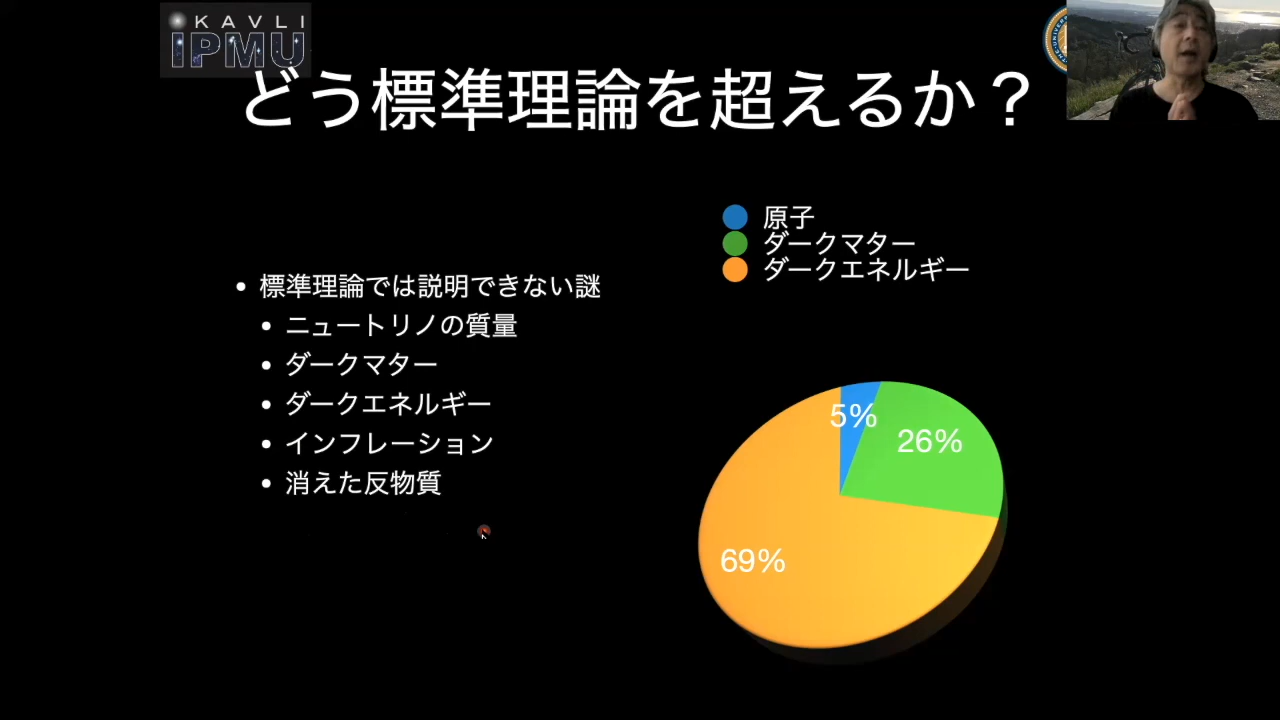 KAVLI
IPMU
どう標準理論を超えるか？
原子
ダークマター
ダークエネルギー
• 標準理論では説明できない謎
• ニュートリノの質量
• ダークマター
• ダークエネルギー
• インフレーション
• 消えた反物質
5%
26%
69%